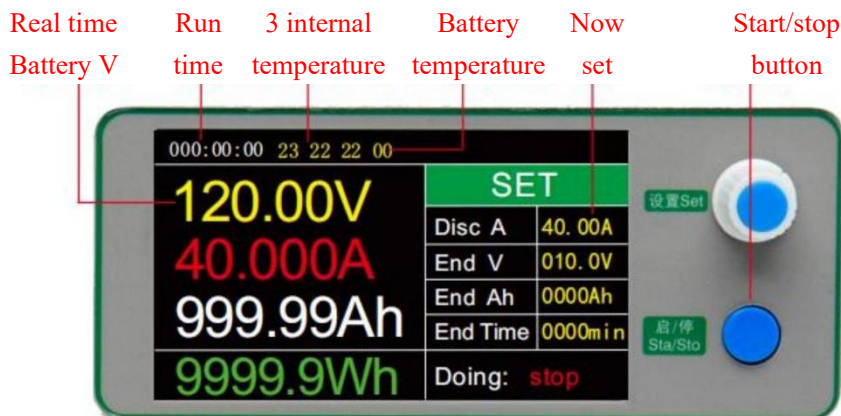 Real time Run 3 internal Battery Now Start/stop
Battery V time temperature temperature set button
000:00:00 23 22 22 00
120.00V
40.000A
999.99Ah
9999.9Wh
SET
Disc A 40.00A
End V 010.0V
End Ah 0000Ah
End Time 0000min
Doing: stop
设置Set
启/停
Sta/Sto